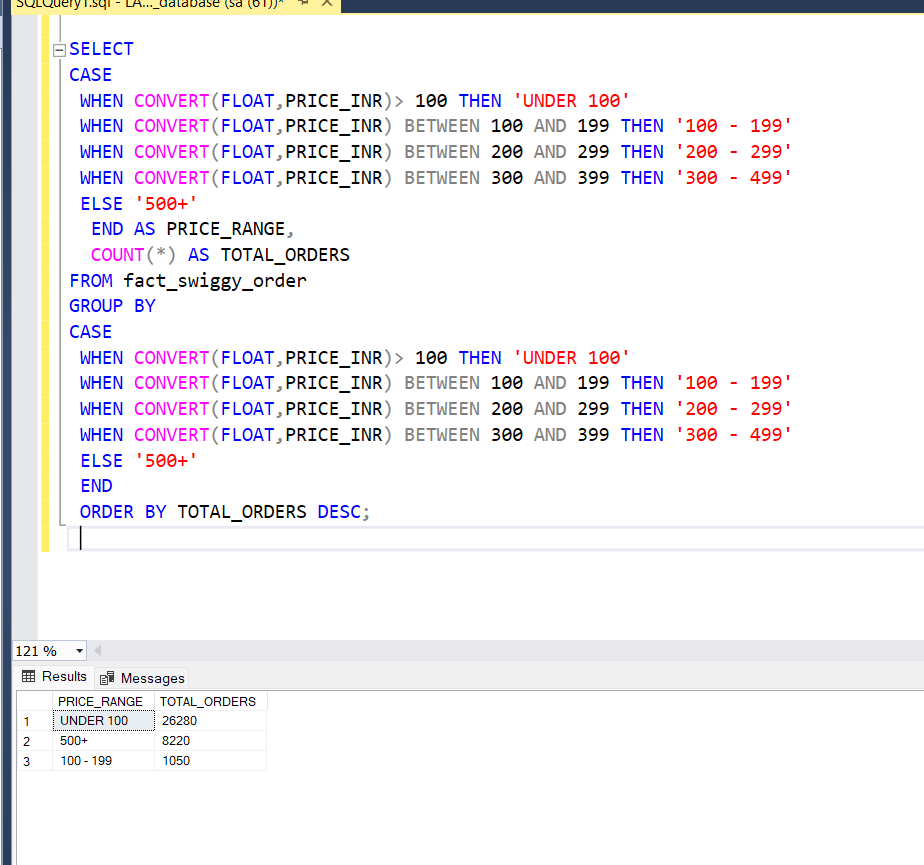 SQLQuery1.sql - LA..._database (sa (61))*
SELECT
CASE
WHEN CONVERT(FLOAT,PRICE_INR)> 100 THEN 'UNDER 100'
WHEN CONVERT(FLOAT,PRICE_INR) BETWEEN 100 AND 199 THEN '100 - 199'
WHEN CONVERT(FLOAT,PRICE_INR) BETWEEN 200 AND 299 THEN '200 - 299'
WHEN CONVERT(FLOAT,PRICE_INR) BETWEEN 300 AND 399 THEN '300 - 499'
ELSE '500+'
END AS PRICE_RANGE,
COUNT(*) AS TOTAL_ORDERS
FROM fact_swiggy_order
GROUP BY
CASE
WHEN CONVERT(FLOAT,PRICE_INR)> 100 THEN 'UNDER 100'
WHEN CONVERT(FLOAT,PRICE_INR) BETWEEN 100 AND 199 THEN '100 - 199'
WHEN CONVERT(FLOAT,PRICE_INR) BETWEEN 200 AND 299 THEN '200 - 299'
WHEN CONVERT(FLOAT,PRICE_INR) BETWEEN 300 AND 399 THEN '300 - 499'
ELSE '500+'
END
ORDER BY TOTAL_ORDERS DESC;
121 %
Results Messages
PRICE_RANGE TOTAL_ORDERS
1 UNDER 100 26280
2 500+ 8220
3 100 - 199 1050